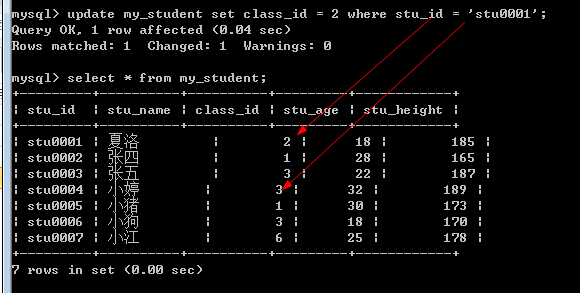 mysql> update my_student set class_id = 2 where stu_id = 'stu0001';
Query OK, 1 row affected (0.04 sec)
Rows matched: 1  Changed: 1  Warnings: 0
mysql> select * from my_student;
+---------+----------+----------+---------+------------+
| stu_id  | stu_name | class_id | stu_age | stu_height |
+---------+----------+----------+---------+------------+
| stu0001 | 夏洛     |        2 |      18 |        185 |
| stu0002 | 张四     |        1 |      28 |        165 |
| stu0003 | 张五     |        3 |      22 |        187 |
| stu0004 | 小婷     |        3 |      32 |        189 |
| stu0005 | 小猪     |        1 |      30 |        173 |
| stu0006 | 小狗     |        3 |      18 |        170 |
| stu0007 | 小江     |        6 |      25 |        178 |
+---------+----------+----------+---------+------------+
7 rows in set (0.00 sec)